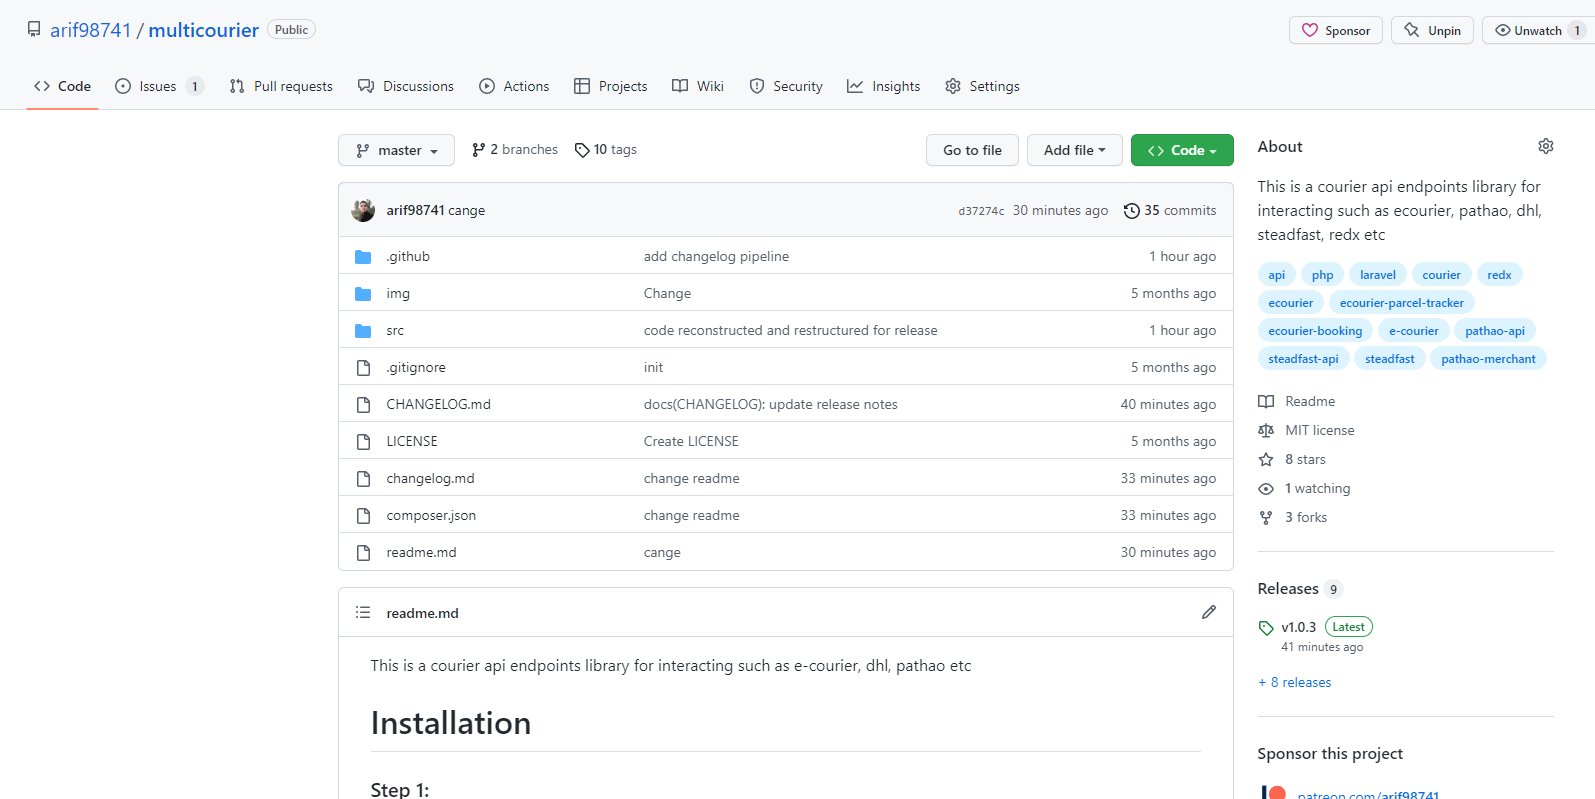 arif98741 / multicourier Public
Sponsor Unpin Unwatch 1
Code Issues 1 Pull requests Discussions Actions Projects Wiki Security Insights Settings
master 2 branches 10 tags Go to file Add file Code
arif98741 cange d37274c 30 minutes ago 35 commits
.github add changelog pipeline 1 hour ago
img Change 5 months ago
src code reconstructed and restructured for release 1 hour ago
.gitignore init 5 months ago
CHANGELOG.md docs(CHANGELOG): update release notes 40 minutes ago
LICENSE Create LICENSE 5 months ago
changelog.md change readme 33 minutes ago
composer.json change readme 33 minutes ago
readme.md cange 30 minutes ago
readme.md
This is a courier api endpoints library for interacting such as e-courier, dhl, pathao etc
Installation
Step 1:
About
This is a courier api endpoints library for
interacting such as ecourier, pathao, dhl,
steadfast, redx etc
api php laravel courier redx
ecourier ecourier-parcel-tracker
ecourier-booking e-courier pathao-api
steadfast-api steadfast pathao-merchant
Readme
MIT license
8 stars
1 watching
3 forks
Releases 9
v1.0.3 Latest
41 minutes ago
+ 8 releases
Sponsor this project
patreon.com/arif98741